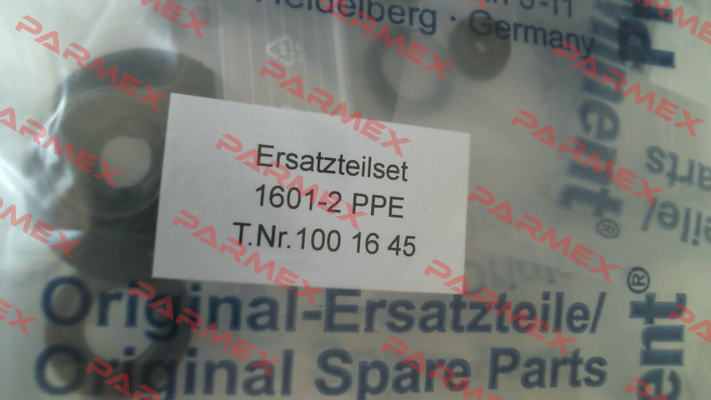 Heidelberg · Germany
Ersatzteilset
1601-2 PPE
T.Nr.100 16 45
Original-Ersatzteile/
Original Spare Parts
PARMEX